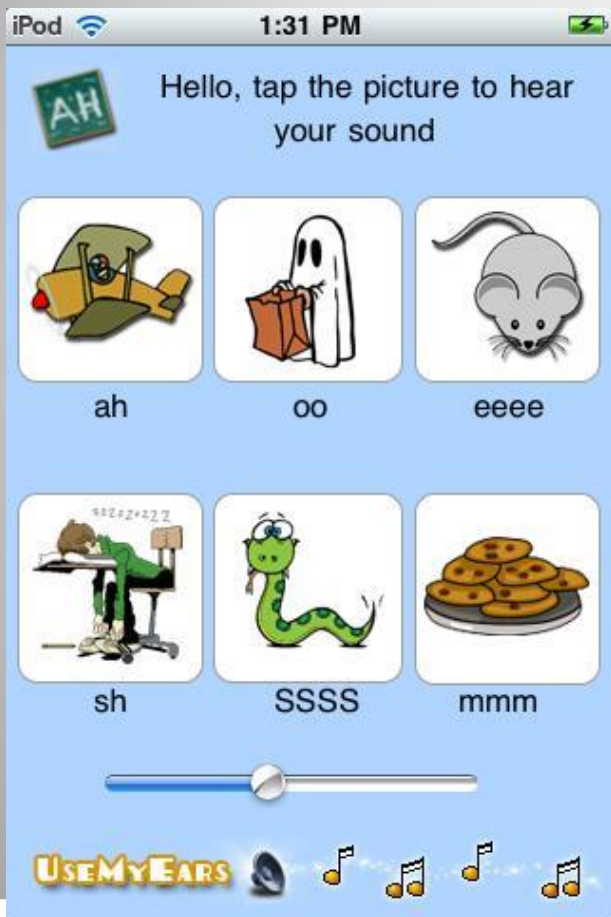 iPod 1:31 PM
AH
Hello, tap the picture to hear
your sound
ah oo eeee
zzzzzzzzz
sh SSSS mmm
USEMYEARS